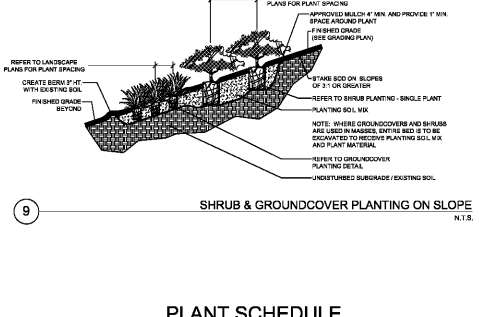 PLANS FOR PLANT SPACING
APPROVED MULCH 4" MIN. AND PROVIDE 1" MIN.
SPACE AROUND PLANT
FINISHED GRADE
(SEE GRADING PLAN)
REFER TO LANDSCAPE
PLANS FOR PLANT SPACING
CREATE BERM 3" HT.
WITH EXISTING SOIL
FINISHED GRADE
BEYOND
STAKE SOD ON SLOPES
OF 3:1 OR GREATER
REFER TO SHRUB PLANTING - SINGLE PLANT
PLANTING SOIL MIX
NOTE: WHERE GROUNDCOVERS AND SHRUBS
ARE USED IN MASSES, ENTIRE BED IS TO BE
EXCAVATED TO RECEIVE PLANTING SOIL MIX
AND PLANT MATERIAL
REFER TO GROUNDCOVER
PLANTING DETAIL
UNDISTURBED SUBGRADE / EXISTING SOIL
9
SHRUB & GROUNDCOVER PLANTING ON SLOPE
N.T.S.
PLANT SCHEDULE